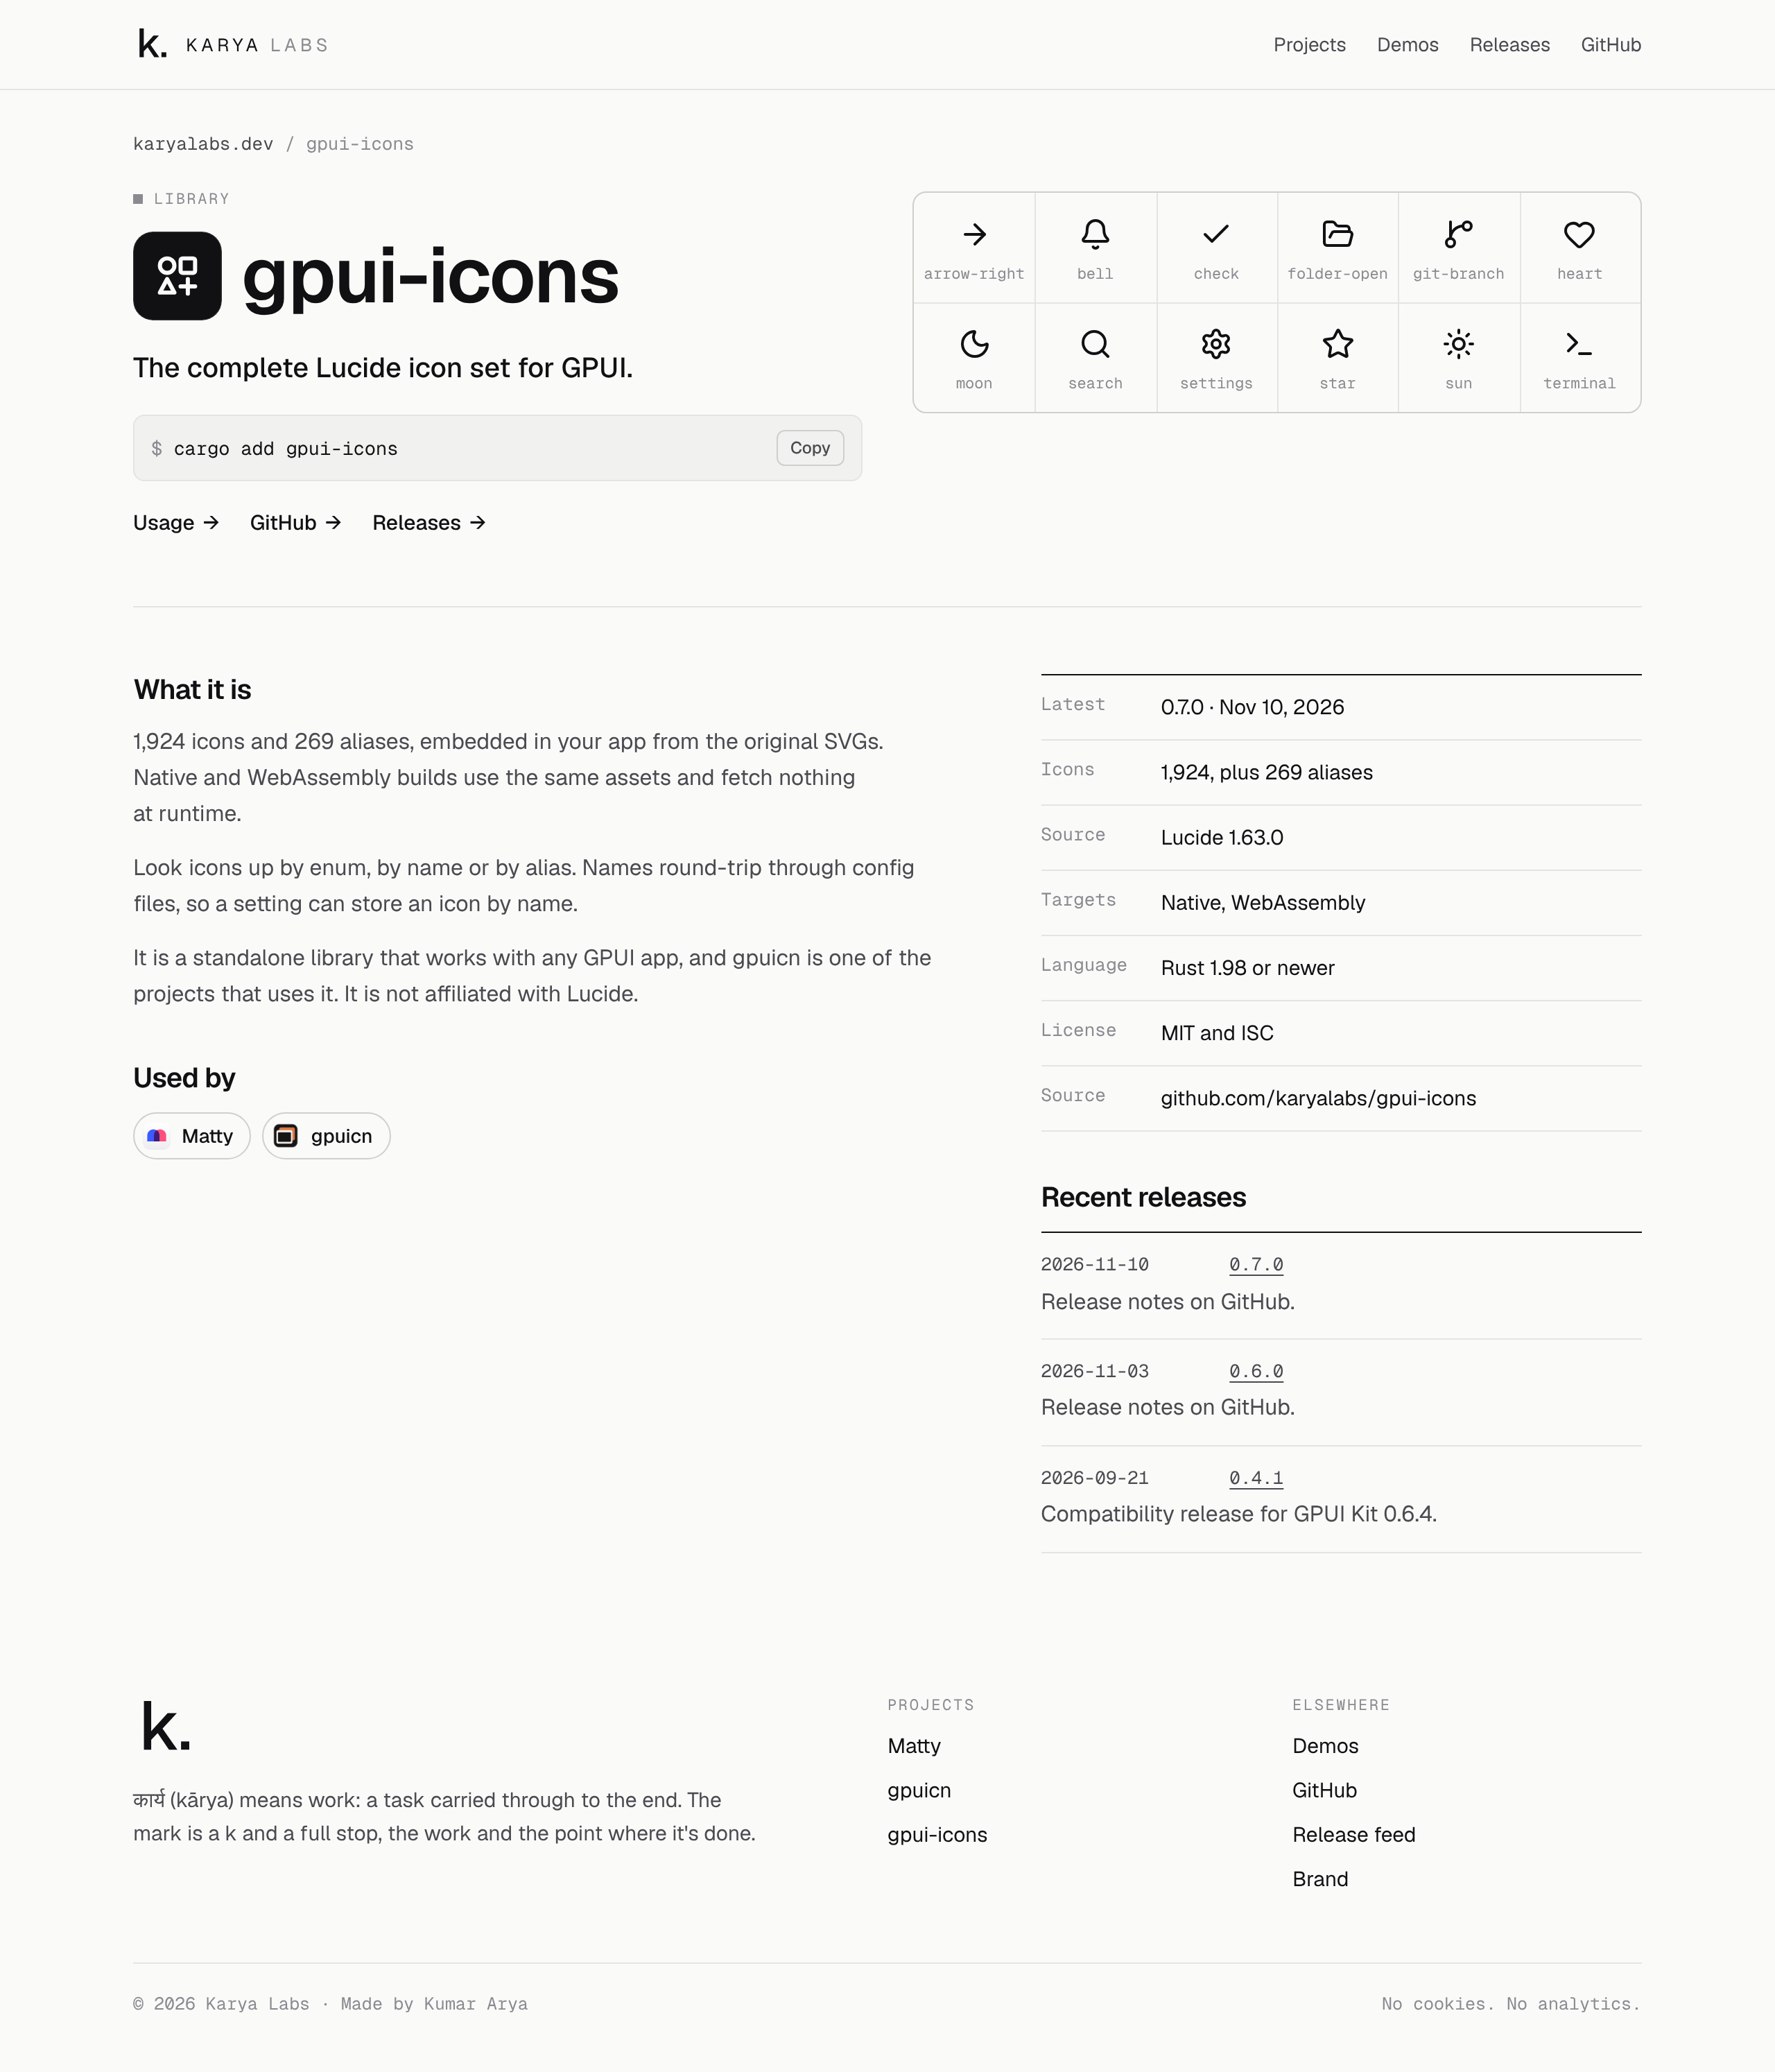 k. KARYA LABS
Projects Demos Releases GitHub
karyalabs.dev / gpui-icons
LIBRARY
gpui-icons
The complete Lucide icon set for GPUI.
$ cargo add gpui-icons Copy
Usage → GitHub → Releases →
arrow-right bell check folder-open git-branch heart
moon search settings star sun terminal
What it is
1,924 icons and 269 aliases, embedded in your app from the original SVGs.
Native and WebAssembly builds use the same assets and fetch nothing
at runtime.
Look icons up by enum, by name or by alias. Names round-trip through config
files, so a setting can store an icon by name.
It is a standalone library that works with any GPUI app, and gpuicn is one of the
projects that uses it. It is not affiliated with Lucide.
Used by
Matty gpuicn
Latest 0.7.0 · Nov 10, 2026
Icons 1,924, plus 269 aliases
Source Lucide 1.63.0
Targets Native, WebAssembly
Language Rust 1.98 or newer
License MIT and ISC
Source github.com/karyalabs/gpui-icons
Recent releases
2026-11-10 0.7.0
Release notes on GitHub.
2026-11-03 0.6.0
Release notes on GitHub.
2026-09-21 0.4.1
Compatibility release for GPUI Kit 0.6.4.
k.
कार्य (kārya) means work: a task carried through to the end. The
mark is a k and a full stop, the work and the point where it's done.
PROJECTS
Matty
gpuicn
gpui-icons
ELSEWHERE
Demos
GitHub
Release feed
Brand
© 2026 Karya Labs · Made by Kumar Arya
No cookies. No analytics.